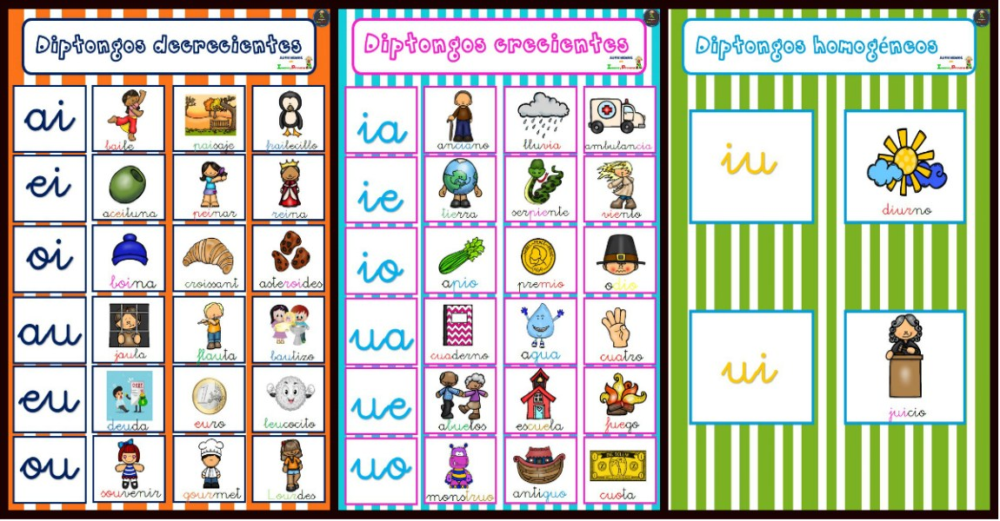 Diptongos decrecientes
ai
baile
paisaje
frailecillo
ei
aceituna
peinar
reina
oi
boina
croissant
asteroides
au
jaula
flauta
bautizo
eu
deuda
euro
leucocito
ou
souvenir
gourmet
Lourdes
Diptongos crecientes
ia
anciano
lluvia
ambulancia
ie
tierra
serpiente
viento
io
apio
premio
odio
ua
cuaderno
agua
cuatro
ue
abuelos
escuela
fuego
uo
monstruo
antiguo
cuota
Diptongos homogéneos
iu
diurno
ui
juicio